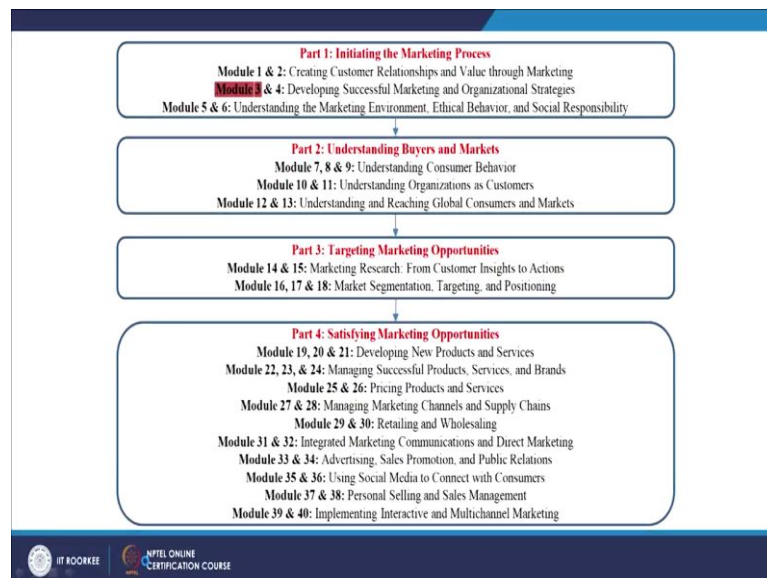 Part 1: Initiating the Marketing Process
Module 1 & 2: Creating Customer Relationships and Value through Marketing
Module 3 & 4: Developing Successful Marketing and Organizational Strategies
Module 5 & 6: Understanding the Marketing Environment, Ethical Behavior, and Social Responsibility
Part 2: Understanding Buyers and Markets
Module 7, 8 & 9: Understanding Consumer Behavior
Module 10 & 11: Understanding Organizations as Customers
Module 12 & 13: Understanding and Reaching Global Consumers and Markets
Part 3: Targeting Marketing Opportunities
Module 14 & 15: Marketing Research: From Customer Insights to Actions
Module 16, 17 & 18: Market Segmentation, Targeting, and Positioning
Part 4: Satisfying Marketing Opportunities
Module 19, 20 & 21: Developing New Products and Services
Module 22, 23, & 24: Managing Successful Products, Services, and Brands
Module 25 & 26: Pricing Products and Services
Module 27 & 28: Managing Marketing Channels and Supply Chains
Module 29 & 30: Retailing and Wholesaling
Module 31 & 32: Integrated Marketing Communications and Direct Marketing
Module 33 & 34: Advertising, Sales Promotion, and Public Relations
Module 35 & 36: Using Social Media to Connect with Consumers
Module 37 & 38: Personal Selling and Sales Management
Module 39 & 40: Implementing Interactive and Multichannel Marketing
IIT ROORKEE
NPTEL ONLINE
CERTIFICATION COURSE